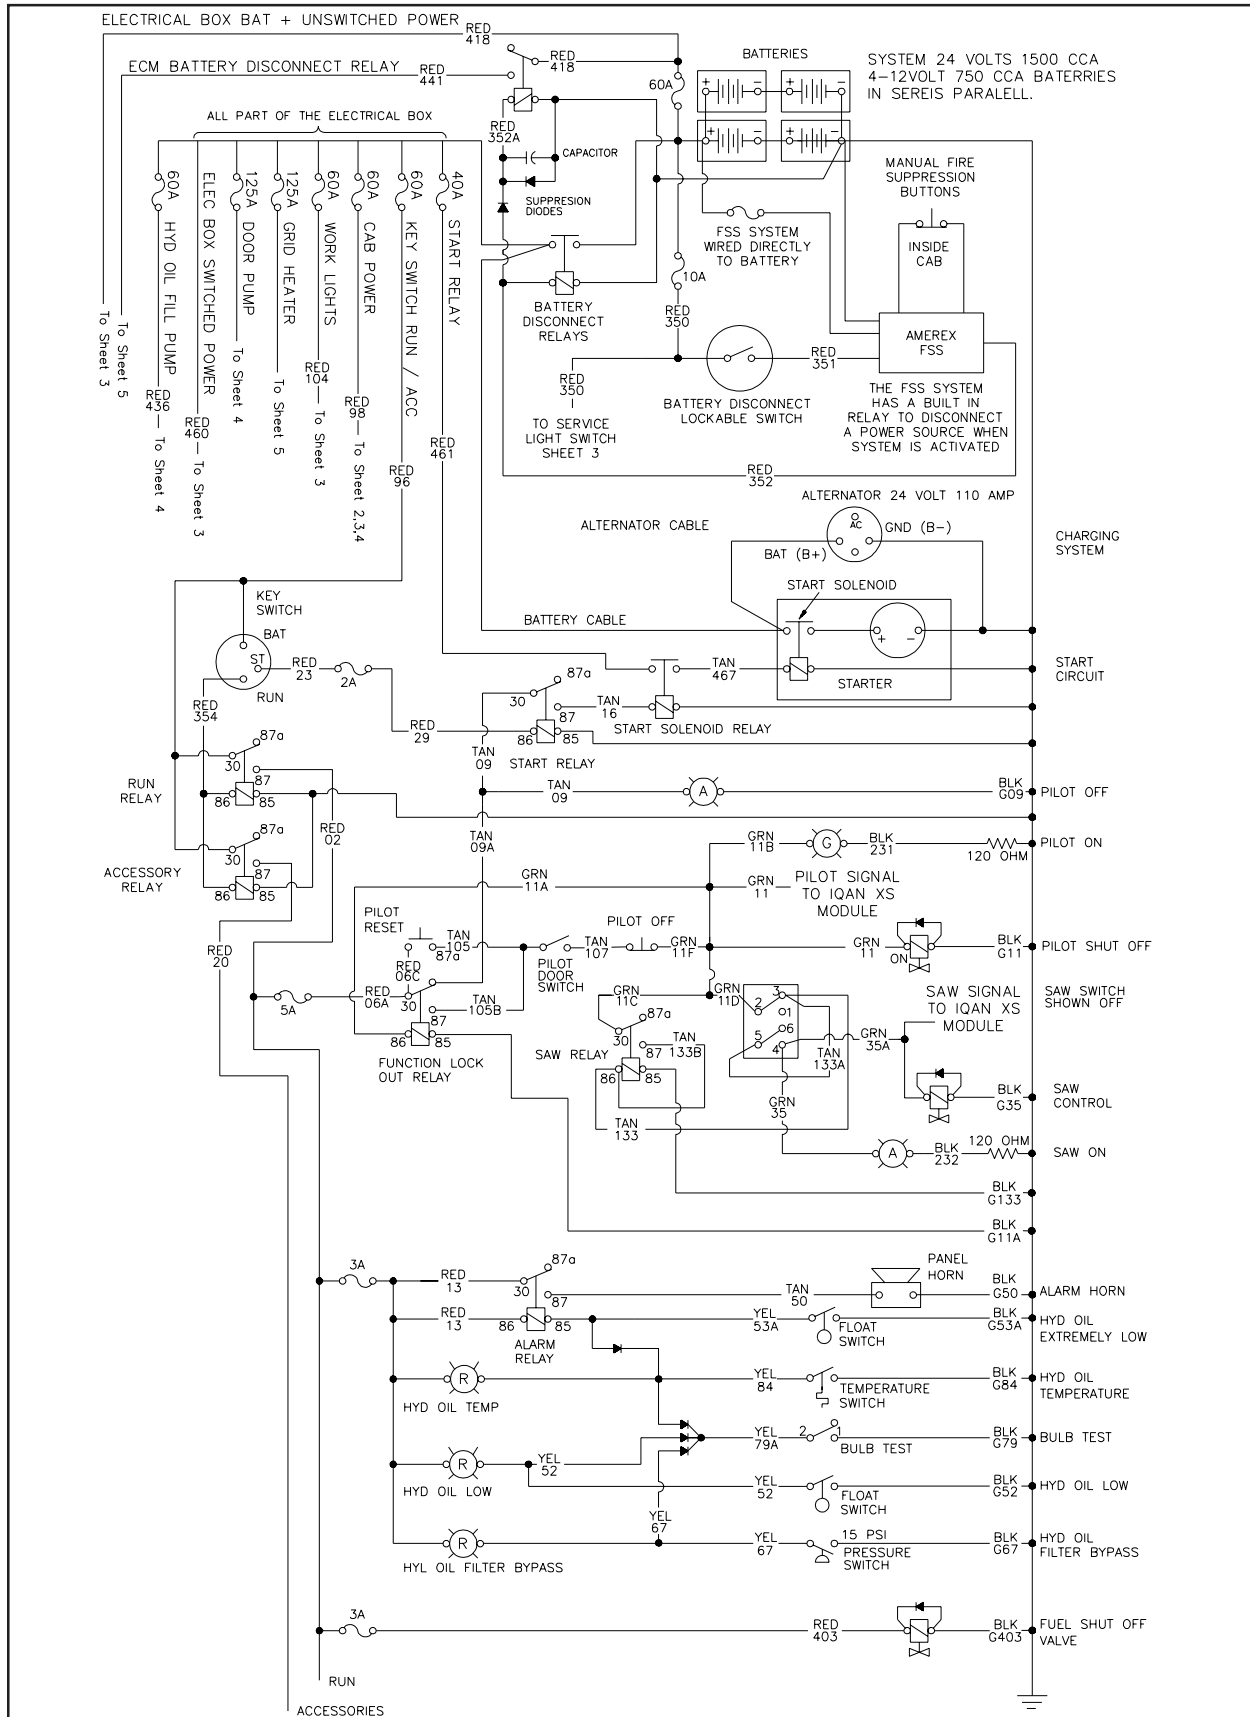 ELECTRICAL BOX BAT + UNSWITCHED POWER
RED
418
ECM BATTERY DISCONNECT RELAY
RED
441
RED
418
60A
BATTERIES
+ - + -
+ - + -
SYSTEM 24 VOLTS 1500 CCA
4-12VOLT 750 CCA BATERRIES
IN SEREIS PARALELL.
ALL PART OF THE ELECTRICAL BOX
RED
352A
CAPACITOR
SUPPRESION
DIODES
60A HYD OIL FILL PUMP
ELEC BOX SWITCHED POWER
125A DOOR PUMP
125A GRID HEATER
60A WORK LIGHTS
60A CAB POWER
60A KEY SWITCH RUN / ACC
40A START RELAY
MANUAL FIRE
SUPPRESSION
BUTTONS
INSIDE
CAB
FSS SYSTEM
WIRED DIRECTLY
TO BATTERY
10A
BATTERY
DISCONNECT
RELAYS
RED
350
RED
350
TO SERVICE
LIGHT SWITCH
SHEET 3
BATTERY DISCONNECT
LOCKABLE SWITCH
RED
351
AMEREX
FSS
THE FSS SYSTEM
HAS A BUILT IN
RELAY TO DISCONNECT
A POWER SOURCE WHEN
SYSTEM IS ACTIVATED
To Sheet 3
To Sheet 5
RED
436
To Sheet 4
RED
460
To Sheet 3
To Sheet 4
To Sheet 5
RED
104
To Sheet 3
RED
98
To Sheet 2,3,4
RED
96
RED
461
RED
352
ALTERNATOR 24 VOLT 110 AMP
ALTERNATOR CABLE
AC
GND (B-)
BAT (B+)
CHARGING
SYSTEM
START SOLENOID
BATTERY CABLE
+ -
STARTER
START
CIRCUIT
KEY
SWITCH
BAT
ST
RUN
RED
23
2A
RED
354
RED
29
TAN
467
87a
30
87
86
85
START RELAY
TAN
16
START SOLENOID RELAY
TAN
09
RUN
RELAY
87a
30
87
86
85
RED
02
TAN
09
A
BLK
G09
PILOT OFF
ACCESSORY
RELAY
87a
30
87
86
85
TAN
09A
GRN
11B
G
BLK
231
120 OHM
PILOT ON
GRN
11A
GRN
11
PILOT SIGNAL
TO IQAN XS
MODULE
RED
20
PILOT
RESET
TAN
105
87a
RED
06C
PILOT
DOOR
SWITCH
TAN
107
PILOT OFF
GRN
11F
GRN
11
ON
BLK
G11
PILOT SHUT OFF
5A
RED
06A
30
87
86
85
TAN
105B
FUNCTION LOCK
OUT RELAY
GRN
11C
GRN
11D
3
2
1
6
5
4
SAW SIGNAL
TO IQAN XS
MODULE
SAW SWITCH
SHOWN OFF
SAW RELAY
87a
30
87
86
85
TAN
133B
TAN
133A
GRN
35A
GRN
35
TAN
133
BLK
G35
SAW
CONTROL
A
BLK
232
120 OHM
SAW ON
BLK
G133
BLK
G11A
3A
RED
13
87a
30
87
TAN
50
PANEL
HORN
BLK
G50
ALARM HORN
RED
13
86
85
ALARM
RELAY
YEL
53A
FLOAT
SWITCH
BLK
G53A
HYD OIL
EXTREMELY LOW
R
HYD OIL TEMP
YEL
84
TEMPERATURE
SWITCH
BLK
G84
HYD OIL
TEMPERATURE
YEL
79A
2 1
BULB TEST
BLK
G79
BULB TEST
R
HYD OIL LOW
YEL
52
YEL
52
FLOAT
SWITCH
BLK
G52
HYD OIL LOW
YEL
67
R
HYL OIL FILTER BYPASS
YEL
67
15 PSI
PRESSURE
SWITCH
BLK
G67
HYD OIL
FILTER BYPASS
3A
RED
403
BLK
G403
FUEL SHUT OFF
VALVE
RUN
ACCESSORIES